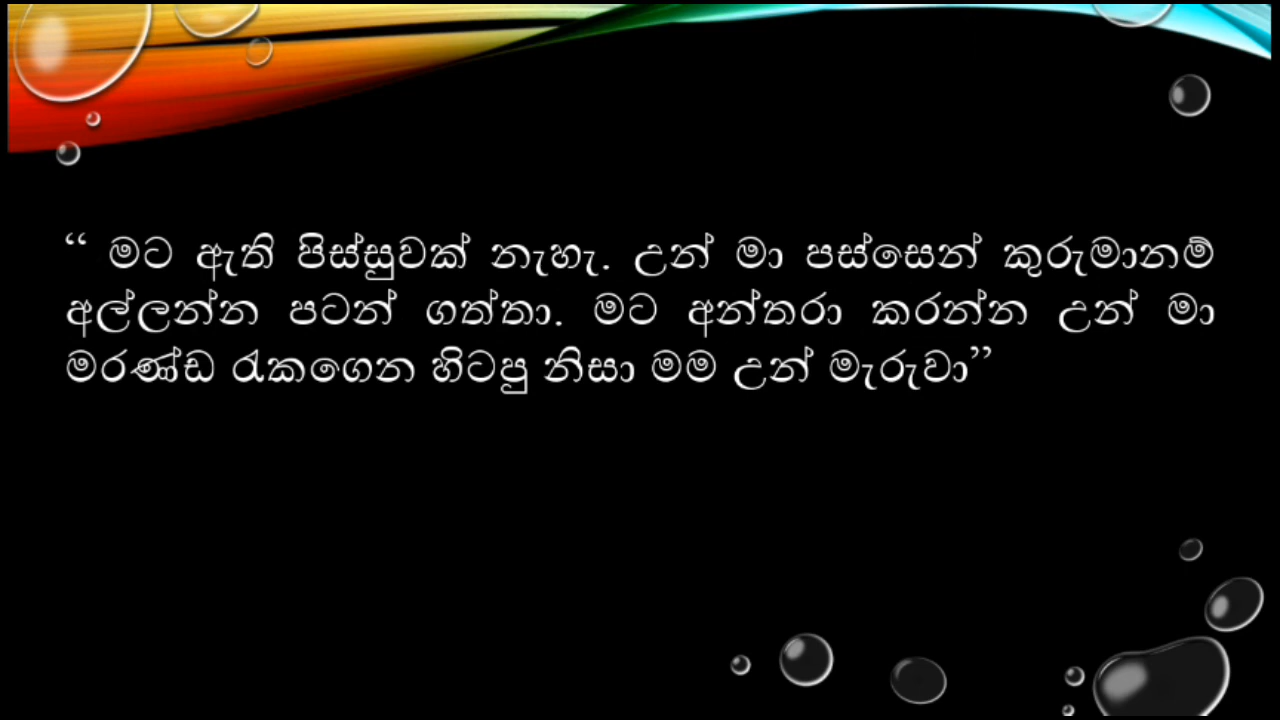 “ මට ඇති පිස්සුවක් නැහැ. උන් මා පස්සෙන් කුරුමානම්
අල්ලන්න පටන් ගත්තා. මට අන්තරා කරන්න උන් මා
මරණ්ඩ රැකගෙන හිටපු නිසා මම උන් මැරුවා”